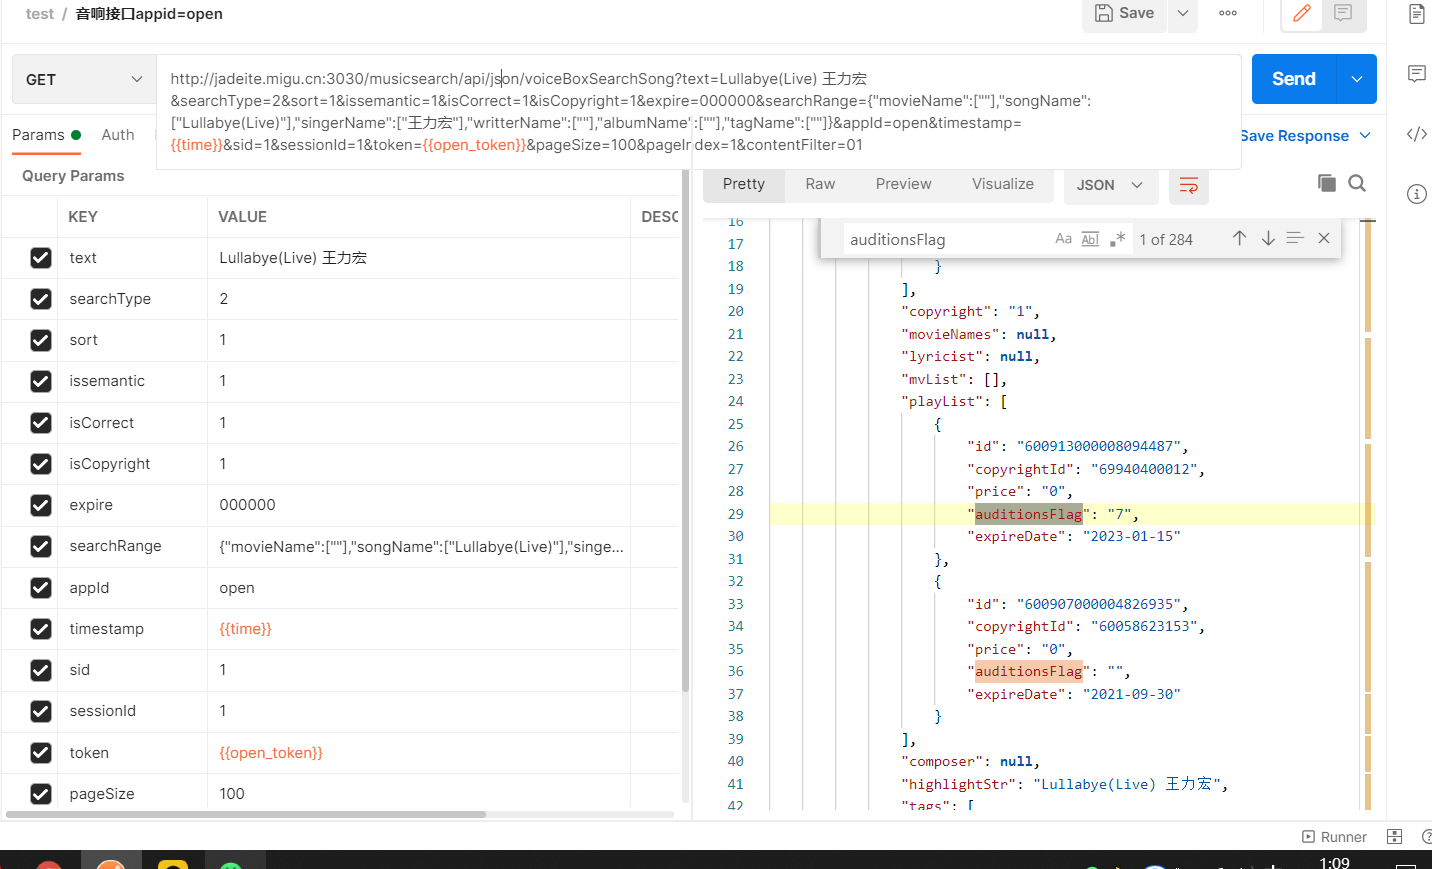 test / 音响接口appid=open
Save
GET
http://jadeite.migu.cn:3030/musicsearch/api/json/voiceBoxSearchSong?text=Lullabye(Live) 王力宏
&searchType=2&sort=1&issemantic=1&isCorrect=1&isCopyright=1&expire=000000&searchRange={"movieName":[""],"songName":
["Lullabye(Live)"],"singerName":["王力宏"],"writterName":[""],"albumName":[""],"tagName":[""]}&appId=open&timestamp=
{{time}}&sid=1&sessionId=1&token={{open_token}}&pageSize=100&pageIndex=1&contentFilter=01
Send
Params
Auth
Save Response
Query Params
KEY VALUE DESC
text Lullabye(Live) 王力宏
searchType 2
sort 1
issemantic 1
isCorrect 1
isCopyright 1
expire 000000
searchRange {"movieName":[""],"songName":["Lullabye(Live)"],"singe...
appId open
timestamp {{time}}
sid 1
sessionId 1
token {{open_token}}
pageSize 100
Pretty Raw Preview Visualize JSON
auditionsFlag Aa Abl .* 1 of 284
16
17
18 }
19 ],
20 "copyright": "1",
21 "movieNames": null,
22 "lyricist": null,
23 "mvList": [],
24 "playList": [
25 {
26 "id": "600913000008094487",
27 "copyrightId": "69940400012",
28 "price": "0",
29 "auditionsFlag": "7",
30 "expireDate": "2023-01-15"
31 },
32 {
33 "id": "600907000004826935",
34 "copyrightId": "60058623153",
35 "price": "0",
36 "auditionsFlag": "",
37 "expireDate": "2021-09-30"
38 }
39 ],
40 "composer": null,
41 "highlightStr": "Lullabye(Live) 王力宏",
42 "tags": [
Runner
1:09